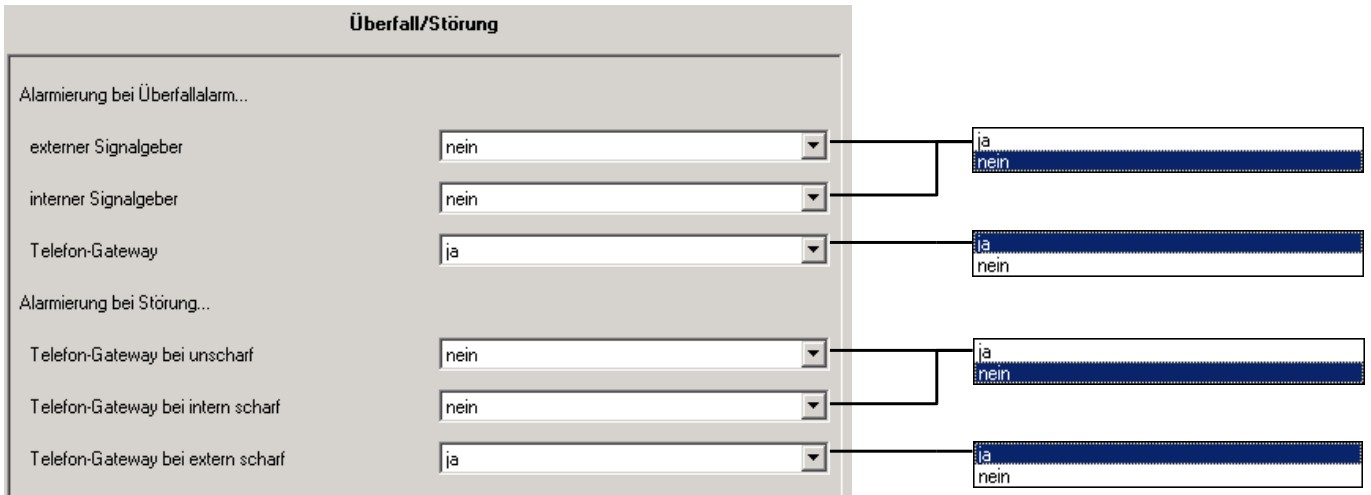 Überfall/Störung
Alarmierung bei Überfallalarm...
externer Signalgeber nein ja
nein
interner Signalgeber nein
Telefon-Gateway ja ja
nein
Alarmierung bei Störung...
Telefon-Gateway bei unscharf nein ja
nein
Telefon-Gateway bei intern scharf nein
Telefon-Gateway bei extern scharf ja ja
nein